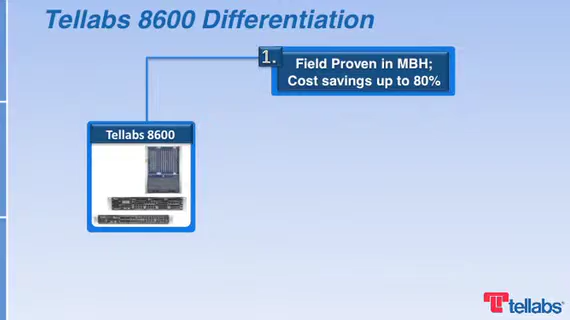 Tellabs 8600 Differentiation
1.
Field Proven in MBH;
Cost savings up to 80%
Tellabs 8600
tellabs